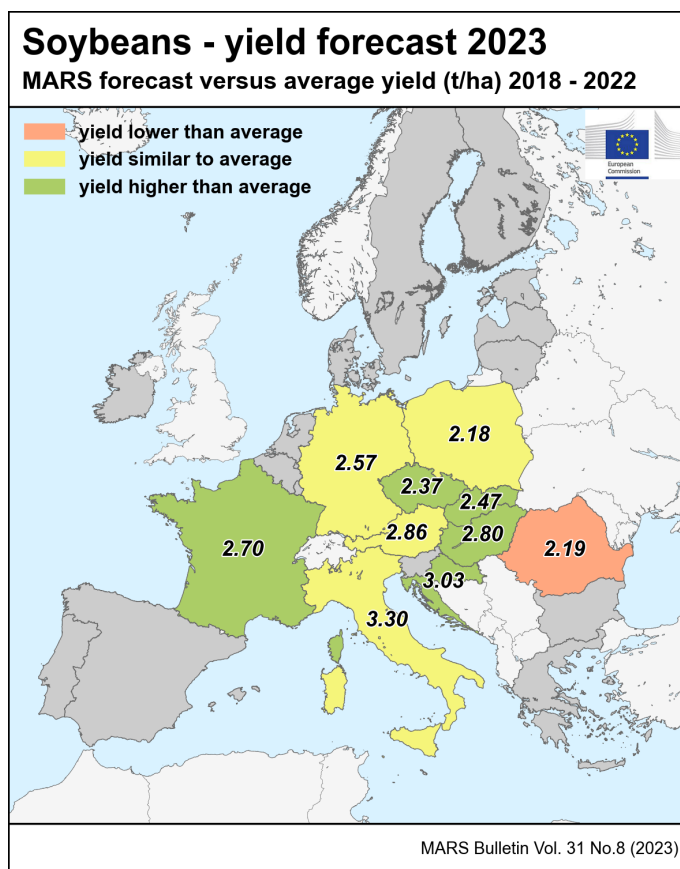 Soybeans - yield forecast 2023
MARS forecast versus average yield (t/ha) 2018 - 2022
yield lower than average
yield similar to average
yield higher than average
European
Commission
2.18
2.57
2.37
2.47
2.86
2.80
2.70
2.19
3.03
3.30
MARS Bulletin Vol. 31 No.8 (2023)